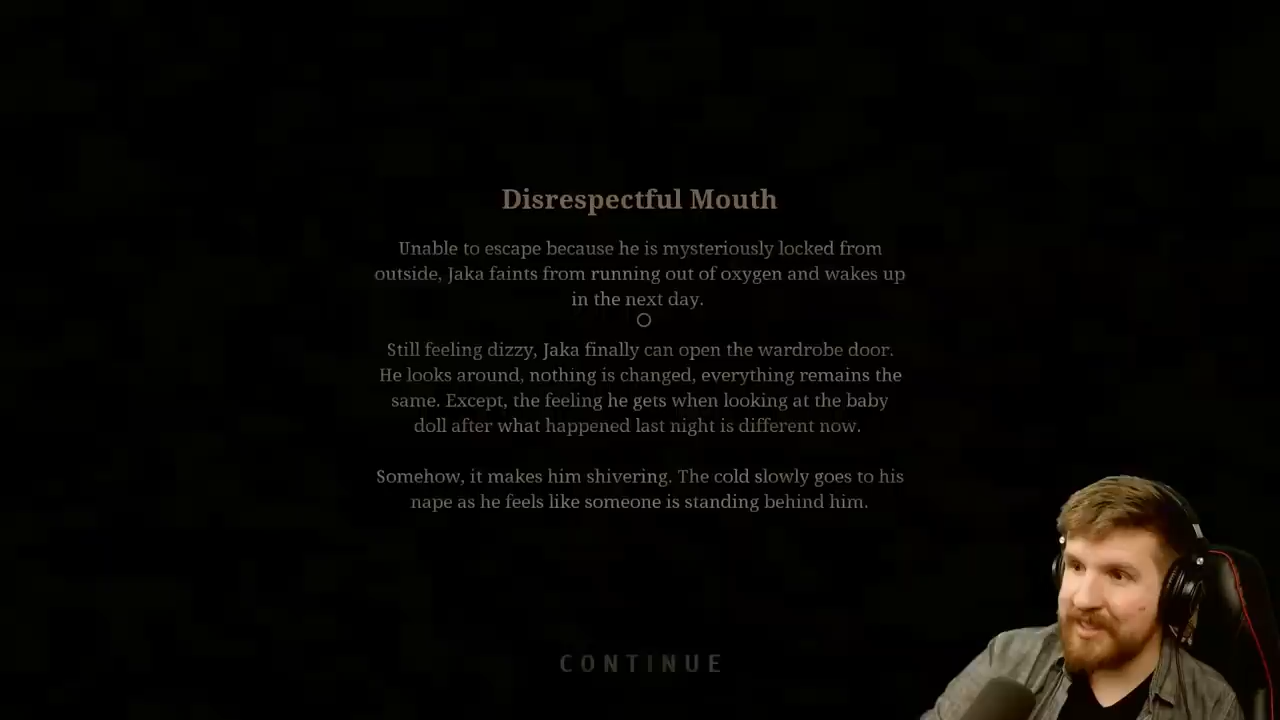 Disrespectful Mouth
Unable to escape because he is mysteriously locked from
outside, Jaka faints from running out of oxygen and wakes up
in the next day.
Still feeling dizzy, Jaka finally can open the wardrobe door.
He looks around, nothing is changed, everything remains the
same. Except, the feeling he gets when looking at the baby
doll after what happened last night is different now.
Somehow, it makes him shivering. The cold slowly goes to his
nape as he feels like someone is standing behind him.
CONTINUE